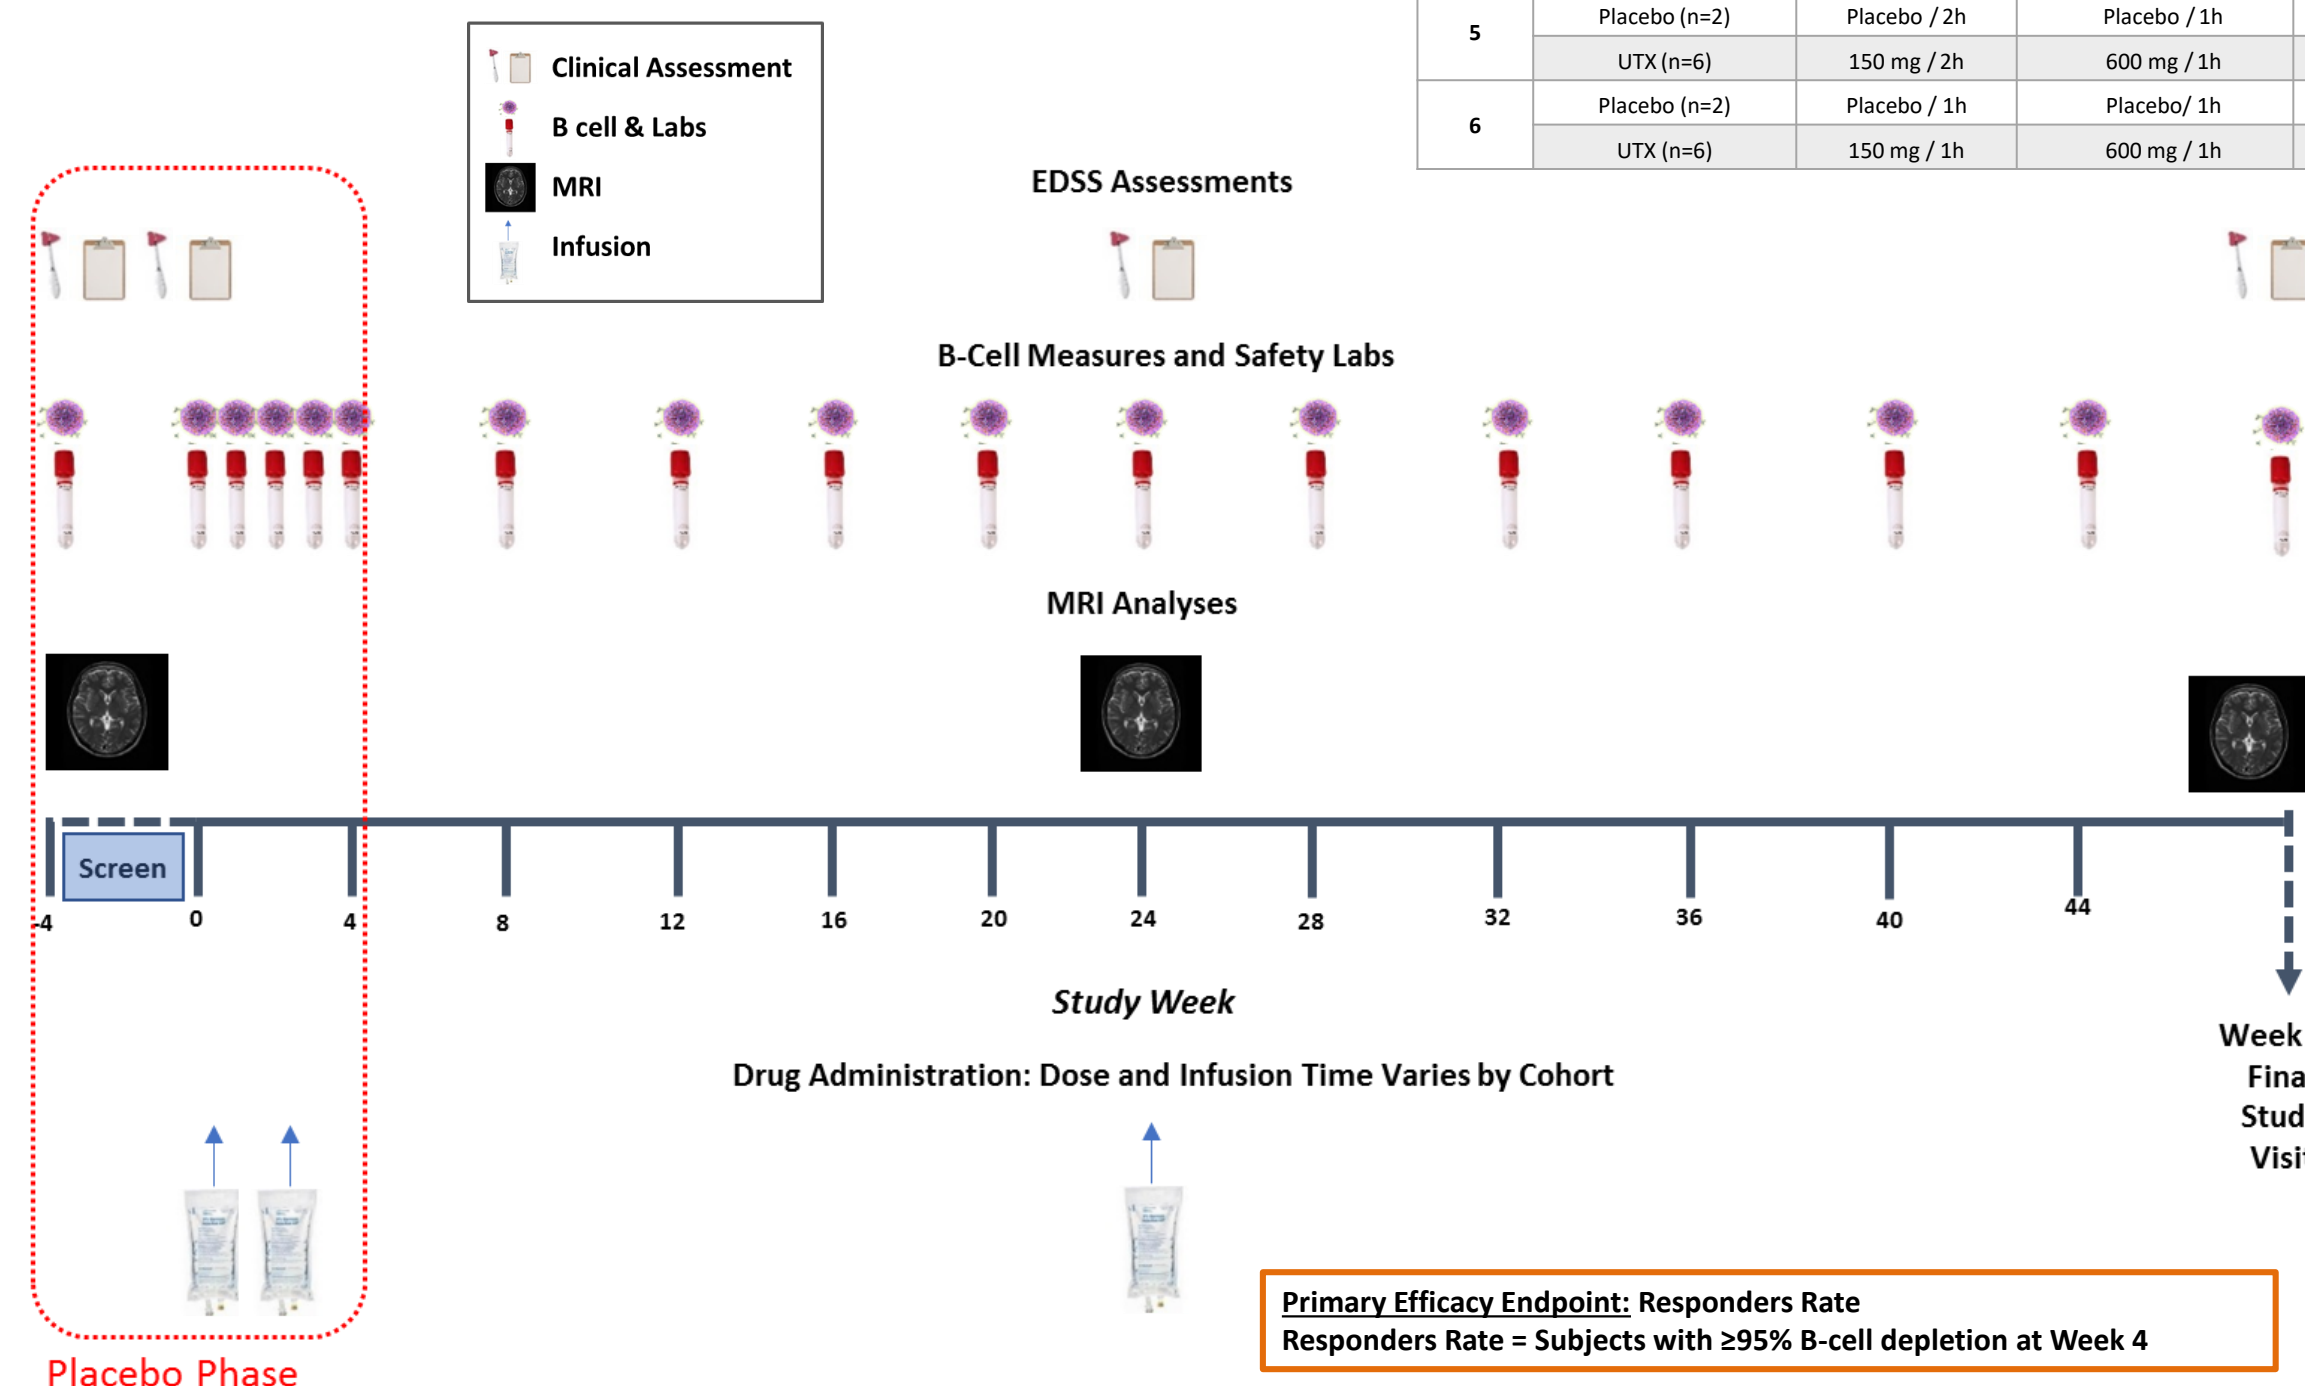 5
Placebo (n=2) Placebo / 2h Placebo / 1h
UTX (n=6) 150 mg / 2h 600 mg / 1h
6
Placebo (n=2) Placebo / 1h Placebo/ 1h
UTX (n=6) 150 mg / 1h 600 mg / 1h
Clinical Assessment
B cell & Labs
MRI
Infusion
EDSS Assessments
B-Cell Measures and Safety Labs
MRI Analyses
Screen
-4 0 4 8 12 16 20 24 28 32 36 40 44
Study Week
Week
Fina
Stud
Visi
Drug Administration: Dose and Infusion Time Varies by Cohort
Primary Efficacy Endpoint: Responders Rate
Responders Rate = Subjects with ≥95% B-cell depletion at Week 4
Placebo Phase